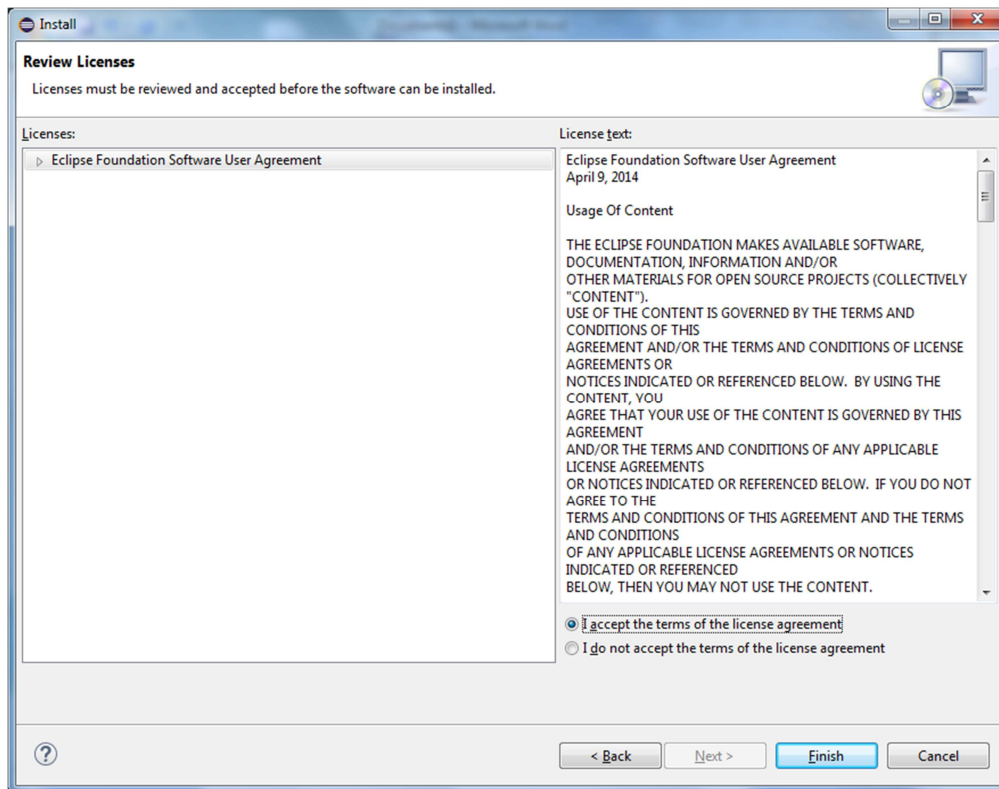 Install
Review Licenses
Licenses must be reviewed and accepted before the software can be installed.
Licenses:
Eclipse Foundation Software User Agreement
License text:
Eclipse Foundation Software User Agreement
April 9, 2014
Usage Of Content
THE ECLIPSE FOUNDATION MAKES AVAILABLE SOFTWARE,
DOCUMENTATION, INFORMATION AND/OR
OTHER MATERIALS FOR OPEN SOURCE PROJECTS (COLLECTIVELY
"CONTENT").
USE OF THE CONTENT IS GOVERNED BY THE TERMS AND
CONDITIONS OF THIS
AGREEMENT AND/OR THE TERMS AND CONDITIONS OF LICENSE
AGREEMENTS OR
NOTICES INDICATED OR REFERENCED BELOW.  BY USING THE
CONTENT, YOU
AGREE THAT YOUR USE OF THE CONTENT IS GOVERNED BY THIS
AGREEMENT
AND/OR THE TERMS AND CONDITIONS OF ANY APPLICABLE
LICENSE AGREEMENTS
OR NOTICES INDICATED OR REFERENCED BELOW.  IF YOU DO NOT
AGREE TO THE
TERMS AND CONDITIONS OF THIS AGREEMENT AND THE TERMS
AND CONDITIONS
OF ANY APPLICABLE LICENSE AGREEMENTS OR NOTICES
INDICATED OR REFERENCED
BELOW, THEN YOU MAY NOT USE THE CONTENT.
I accept the terms of the license agreement
I do not accept the terms of the license agreement
< Back
Next >
Finish
Cancel